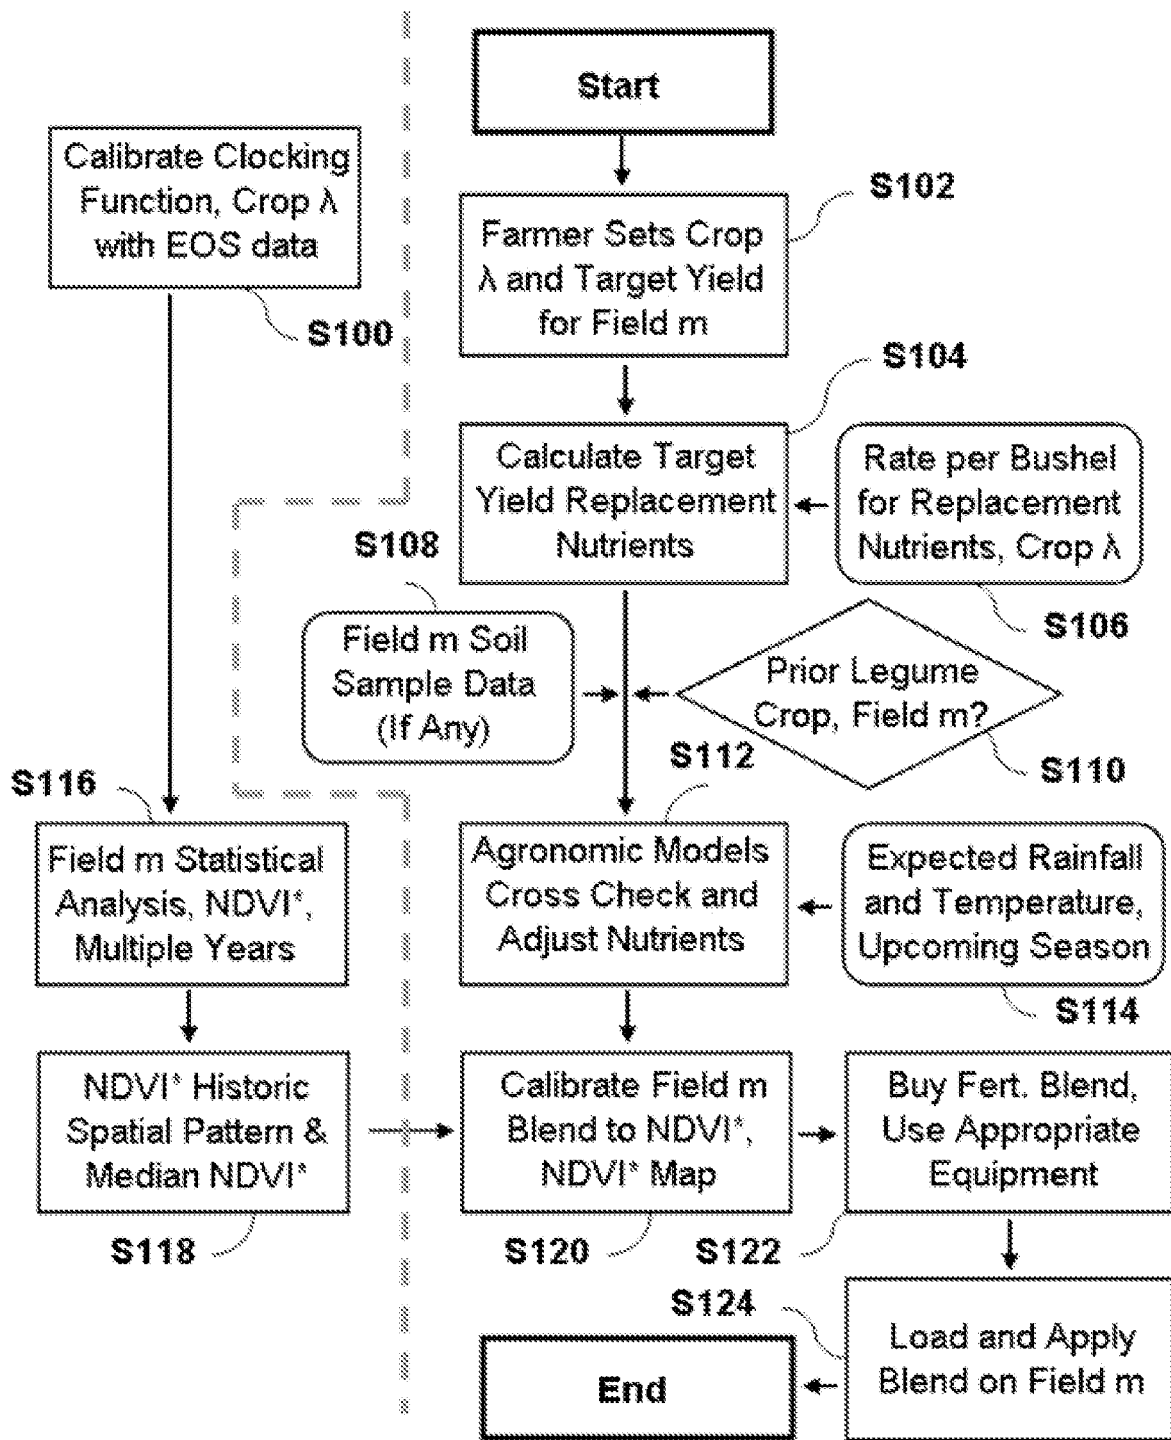 Start
Calibrate Clocking
Function, Crop λ
with EOS data
S100
S102
Farmer Sets Crop
λ and Target Yield
for Field m
S104
Calculate Target
Yield Replacement
Nutrients
Rate per Bushel
for Replacement
Nutrients, Crop λ
S106
S108
Field m Soil
Sample Data
(If Any)
Prior Legume
Crop, Field m?
S110
S112
S116
Field m Statistical
Analysis, NDVI*,
Multiple Years
Agronomic Models
Cross Check and
Adjust Nutrients
Expected Rainfall
and Temperature,
Upcoming Season
S114
NDVI* Historic
Spatial Pattern &
Median NDVI*
S118
Calibrate Field m
Blend to NDVI*,
NDVI* Map
S120
Buy Fert. Blend,
Use Appropriate
Equipment
S122
S124
Load and Apply
Blend on Field m
End